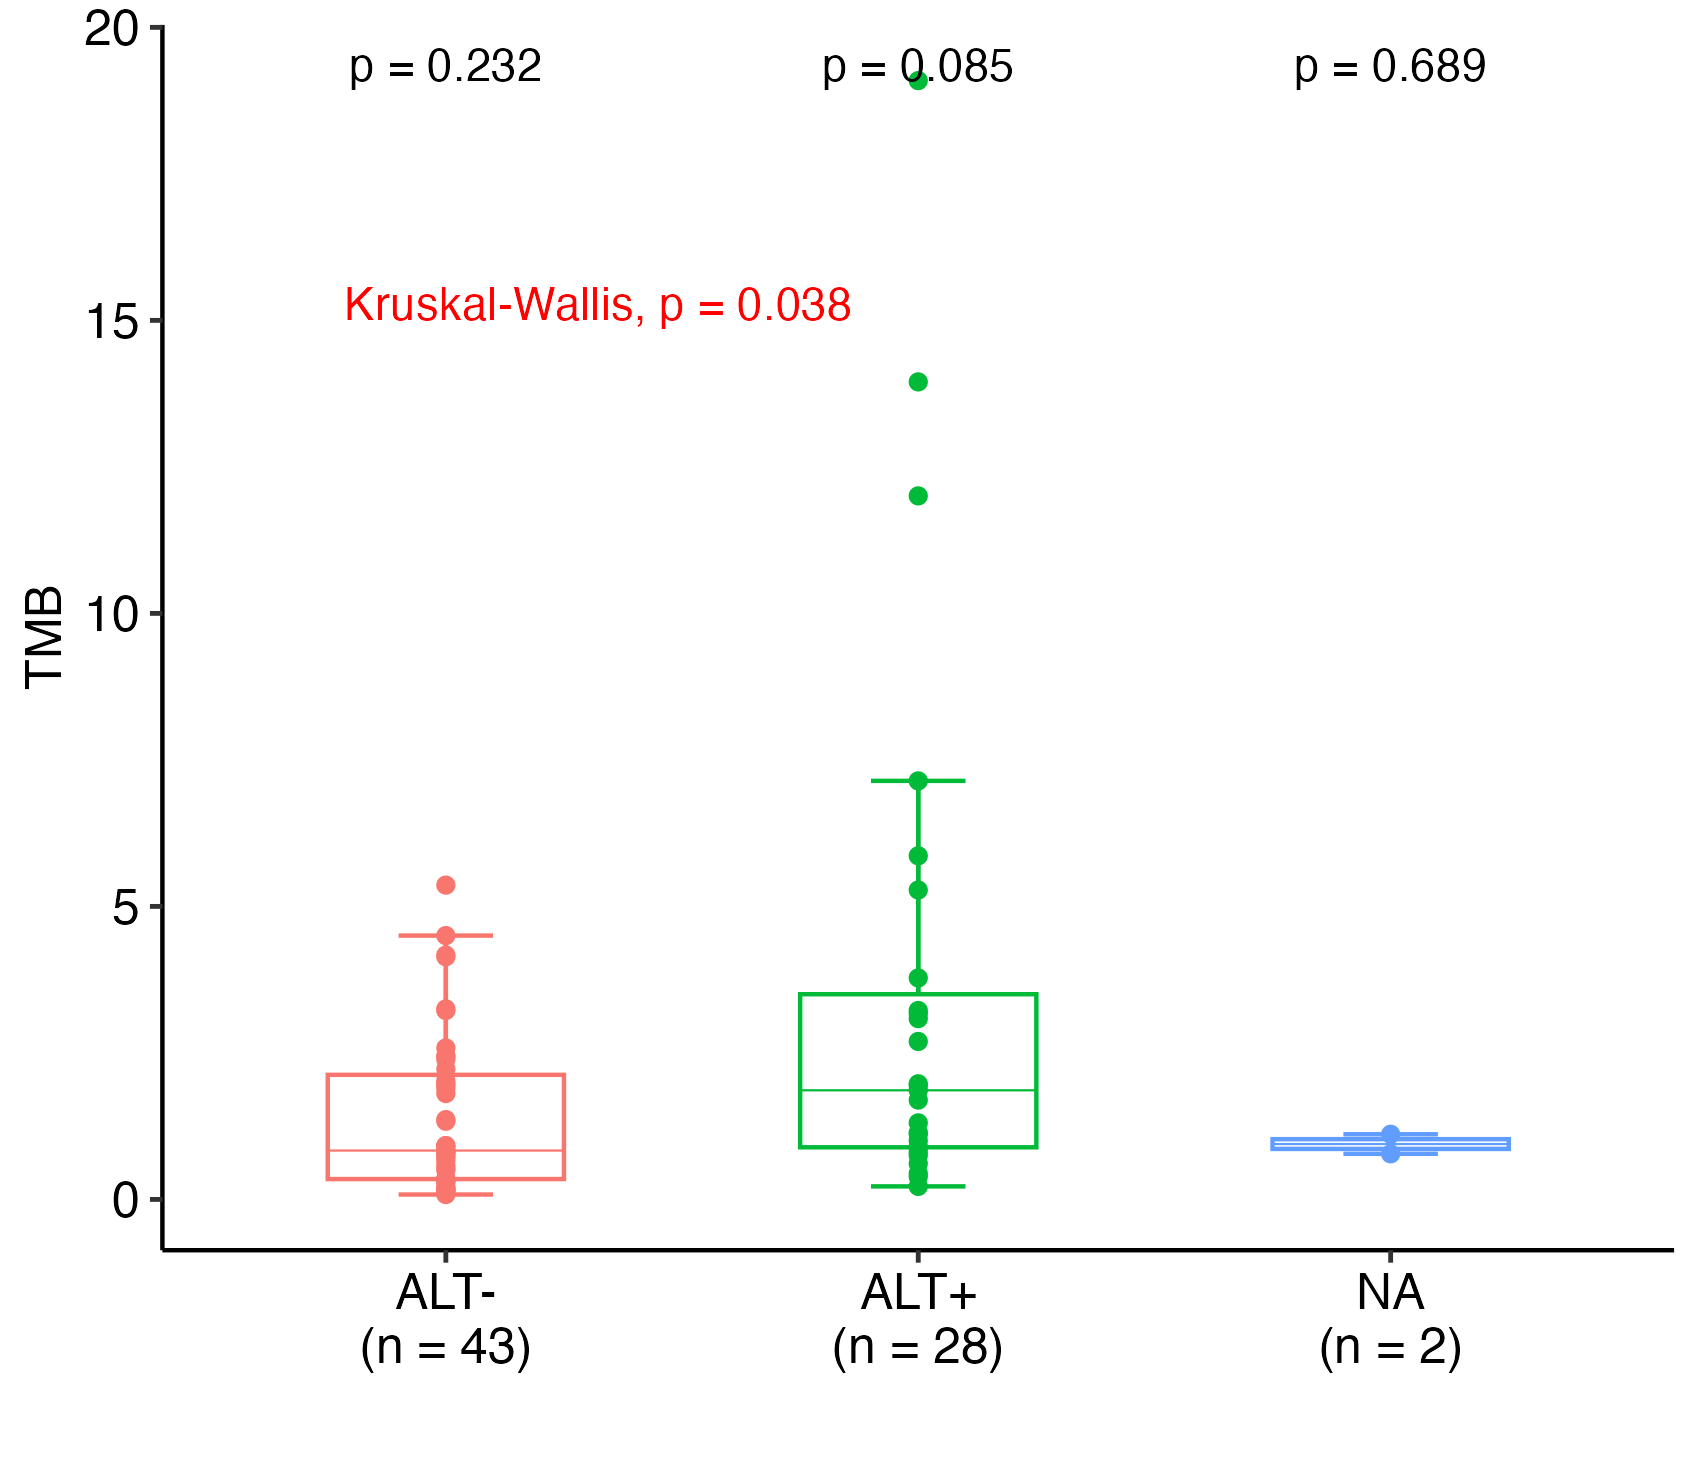 20
p = 0.232
p = 0.085
p = 0.689
Kruskal-Wallis, p = 0.038
15
TMB
10
5
0
ALT-
(n = 43)
ALT+
(n = 28)
NA
(n = 2)